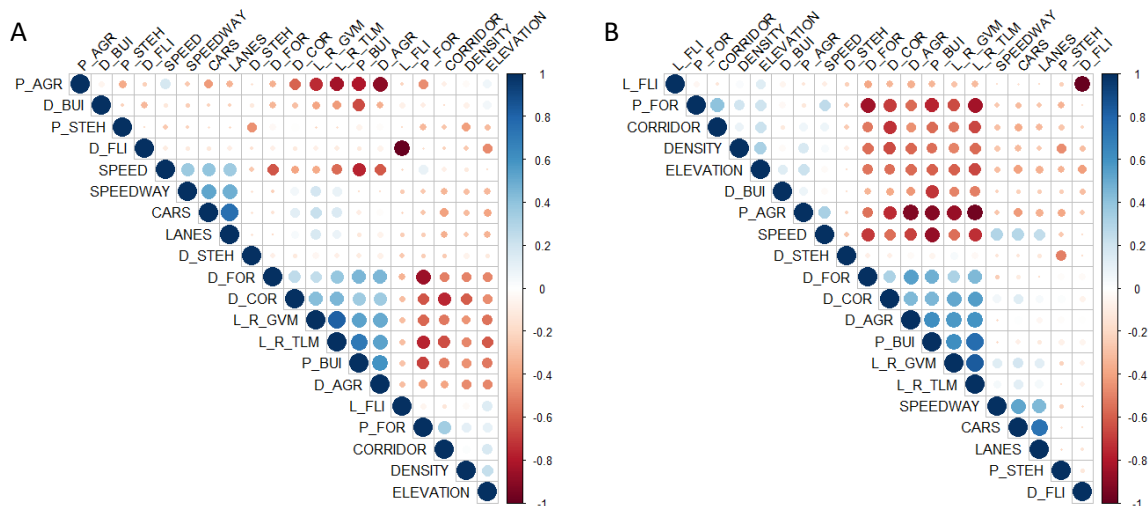 A
P_AGR
D_BUI
P_STEH
D_FLI
SPEED
SPEEDWAY
CARS
LANES
D_STEH
D_FOR
D_COR
L_R_GVM
L_R_TLM
P_BUI
D_AGR
L_FLI
P_FOR
CORRIDOR
DENSITY
ELEVATION
P_AGR
D_BUI
P_STEH
D_FLI
SPEED
SPEEDWAY
CARS
LANES
D_STEH
D_FOR
D_COR
L_R_GVM
L_R_TLM
P_BUI
D_AGR
L_FLI
P_FOR
CORRIDOR
DENSITY
ELEVATION
1
0.8
0.6
0.4
0.2
0
-0.2
-0.4
-0.6
-0.8
-1
B
L_FLI
P_FOR
CORRIDOR
DENSITY
ELEVATION
D_BUI
P_AGR
SPEED
D_STEH
D_FOR
D_COR
D_AGR
P_BUI
L_R_GVM
L_R_TLM
SPEEDWAY
CARS
LANES
P_STEH
D_FLI
L_FLI
P_FOR
CORRIDOR
DENSITY
ELEVATION
D_BUI
P_AGR
SPEED
D_STEH
D_FOR
D_COR
D_AGR
P_BUI
L_R_GVM
L_R_TLM
SPEEDWAY
CARS
LANES
P_STEH
D_FLI
1
0.8
0.6
0.4
0.2
0
-0.2
-0.4
-0.6
-0.8
-1